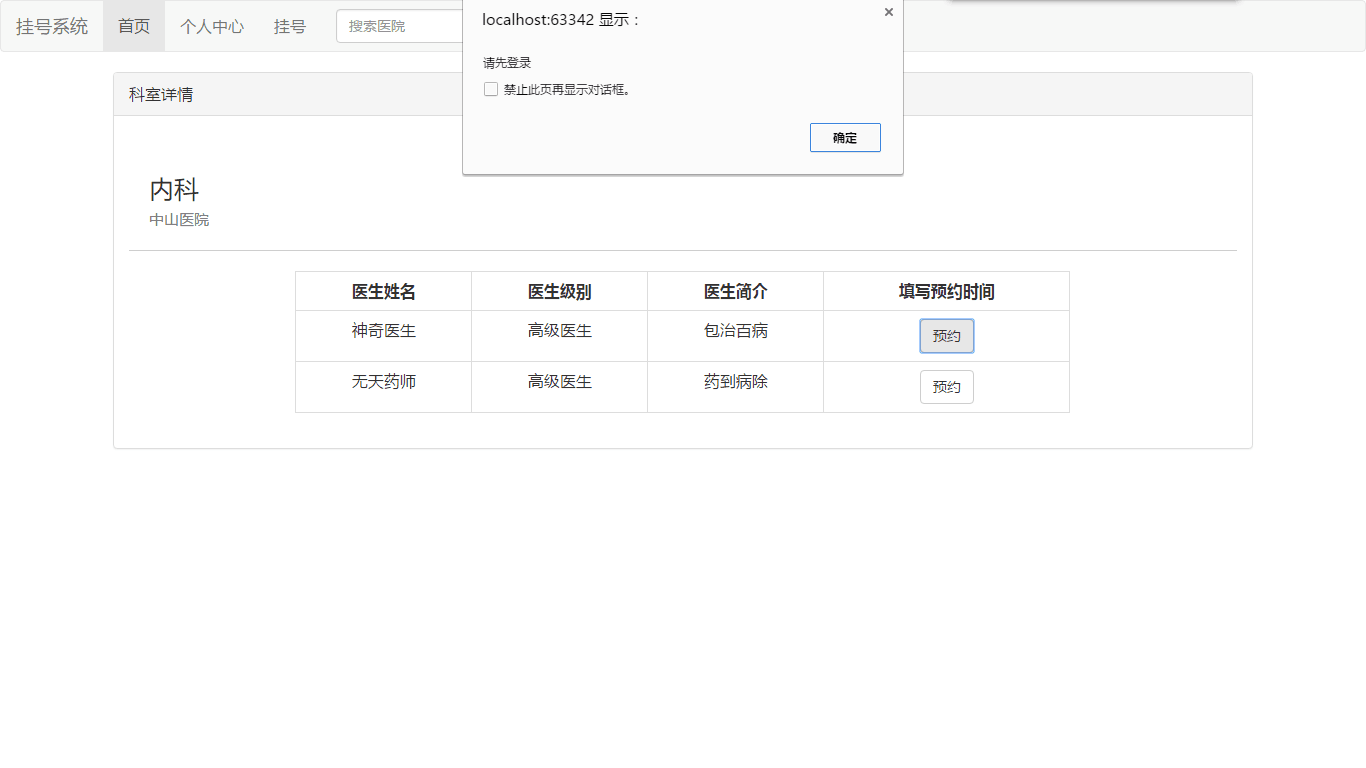 挂号系统 首页 个人中心 挂号 搜索医院
localhost:63342 显示：
请先登录
禁止此页再显示对话框。
确定
科室详情
内科
中山医院
医生姓名 医生级别 医生简介 填写预约时间
神奇医生 高级医生 包治百病 预约
无天药师 高级医生 药到病除 预约